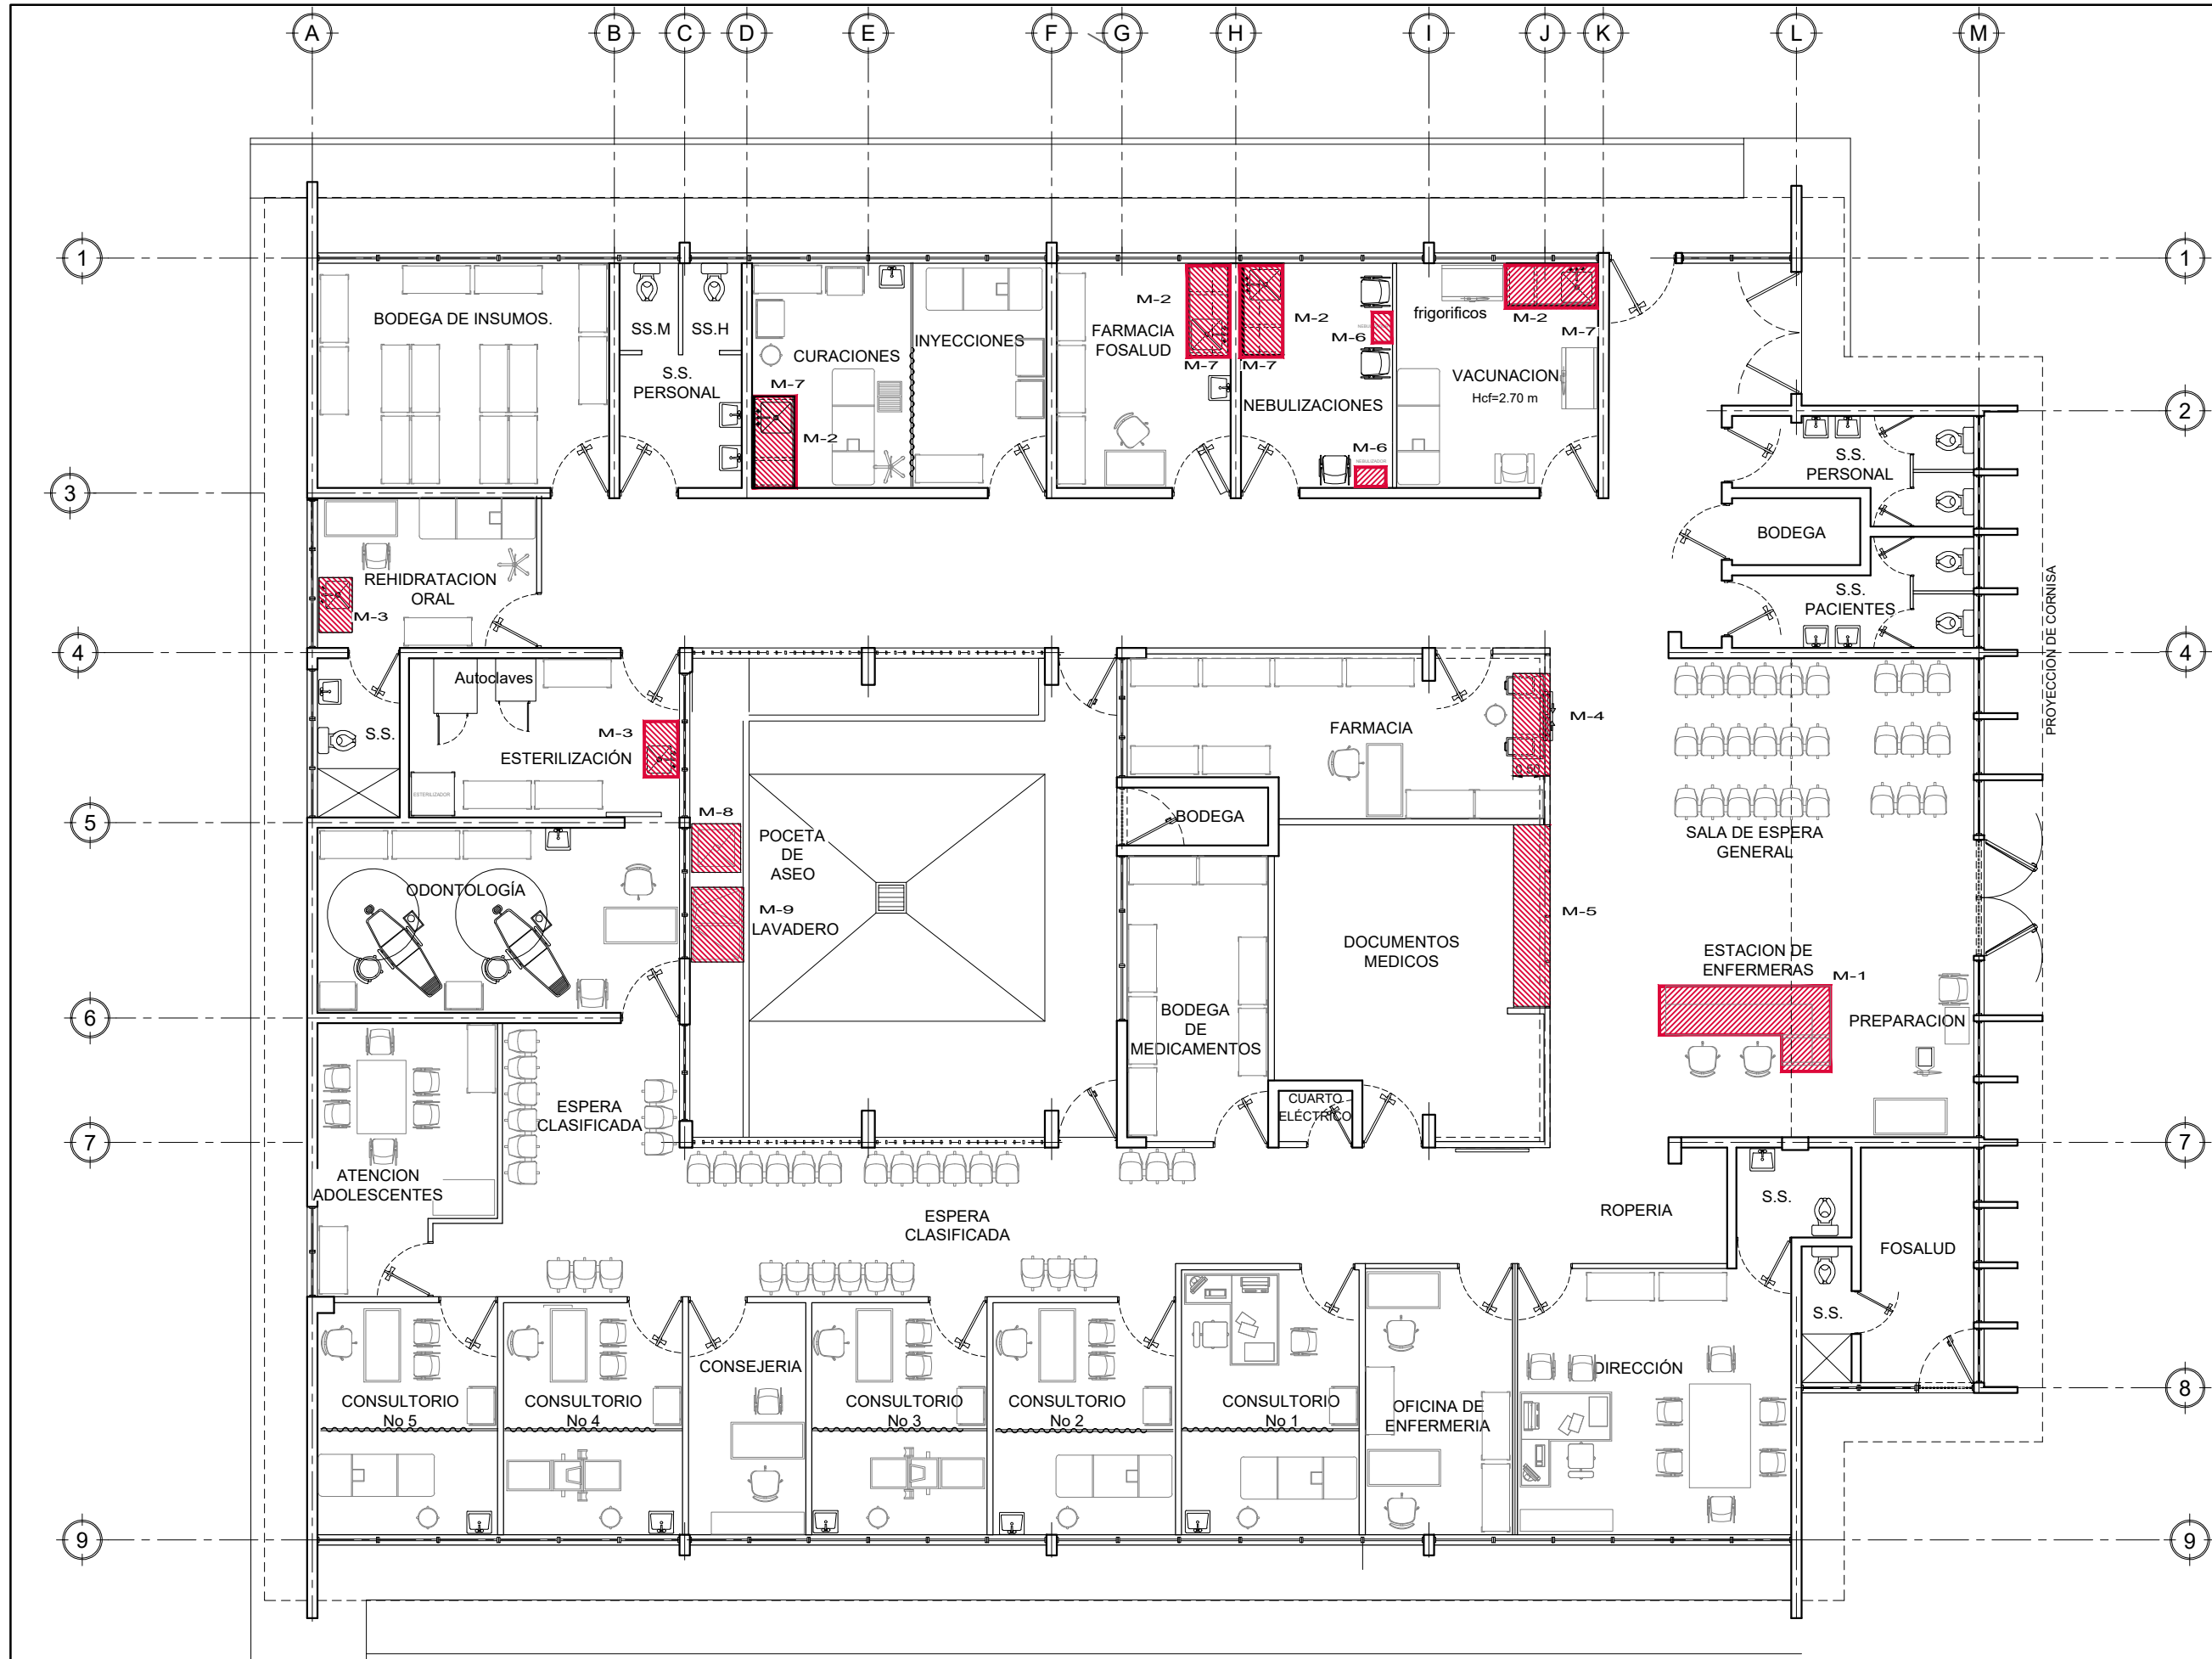 A B C D E F G H I J K L M
1 1
BODEGA DE INSUMOS.
SS.M SS.H
S.S.
PERSONAL
CURACIONES
M-7
M-2
INYECCIONES
M-2
FARMACIA
FOSALUD
M-7
M-2
M-7
M-6
NEBULIZACIONES
M-6
NEBULIZADOR
frigorificos
M-2
M-7
VACUNACION
Hcf=2.70 m
2
3
S.S.
PERSONAL
BODEGA
S.S.
PACIENTES
PROYECCION DE CORNISA
REHIDRATACION
ORAL
M-3
4 4
Autoclaves
S.S.
M-3
ESTERILIZACIÓN
ESTERILIZADOR
FARMACIA
M-4
0.50
5
M-8
POCETA
DE
ASEO
M-9
LAVADERO
BODEGA
SALA DE ESPERA
GENERAL
ODONTOLOGÍA
DOCUMENTOS
MEDICOS
M-5
ESTACION DE
ENFERMERAS
M-1
PREPARACION
6
BODEGA
DE
MEDICAMENTOS
CUARTO
ELÉCTRICO
ESPERA
CLASIFICADA
7 7
ATENCION
ADOLESCENTES
ESPERA
CLASIFICADA
ROPERIA
S.S.
FOSALUD
S.S.
CONSULTORIO
No 5
CONSULTORIO
No 4
CONSEJERIA
CONSULTORIO
No 3
CONSULTORIO
No 2
CONSULTORIO
No 1
OFICINA DE
ENFERMERIA
DIRECCIÓN
8
9 9